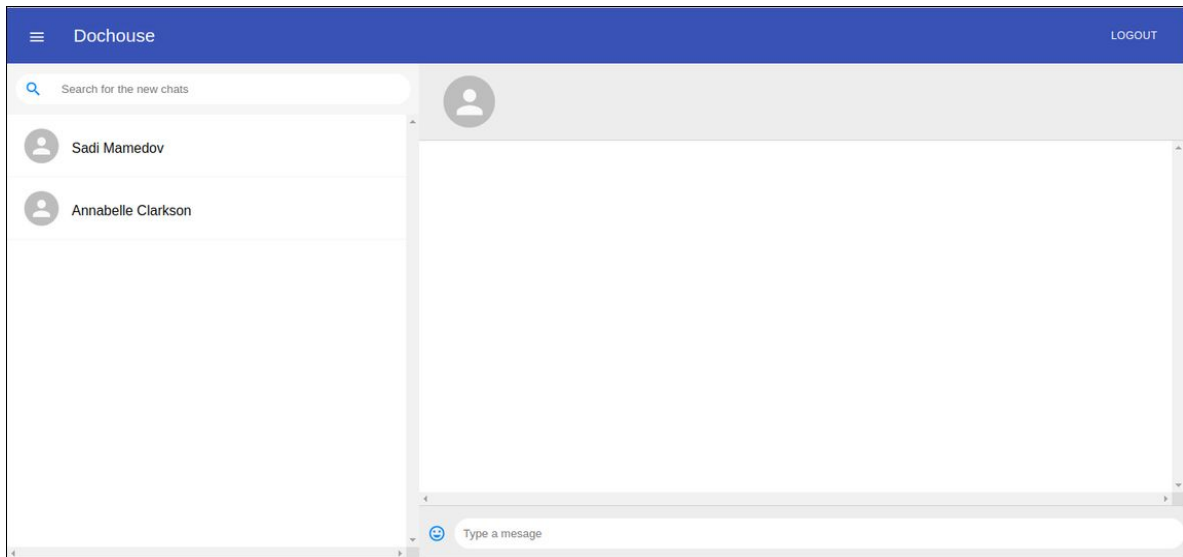 Dochouse
LOGOUT
Search for the new chats
Sadi Mamedov
Annabelle Clarkson
Type a mesage